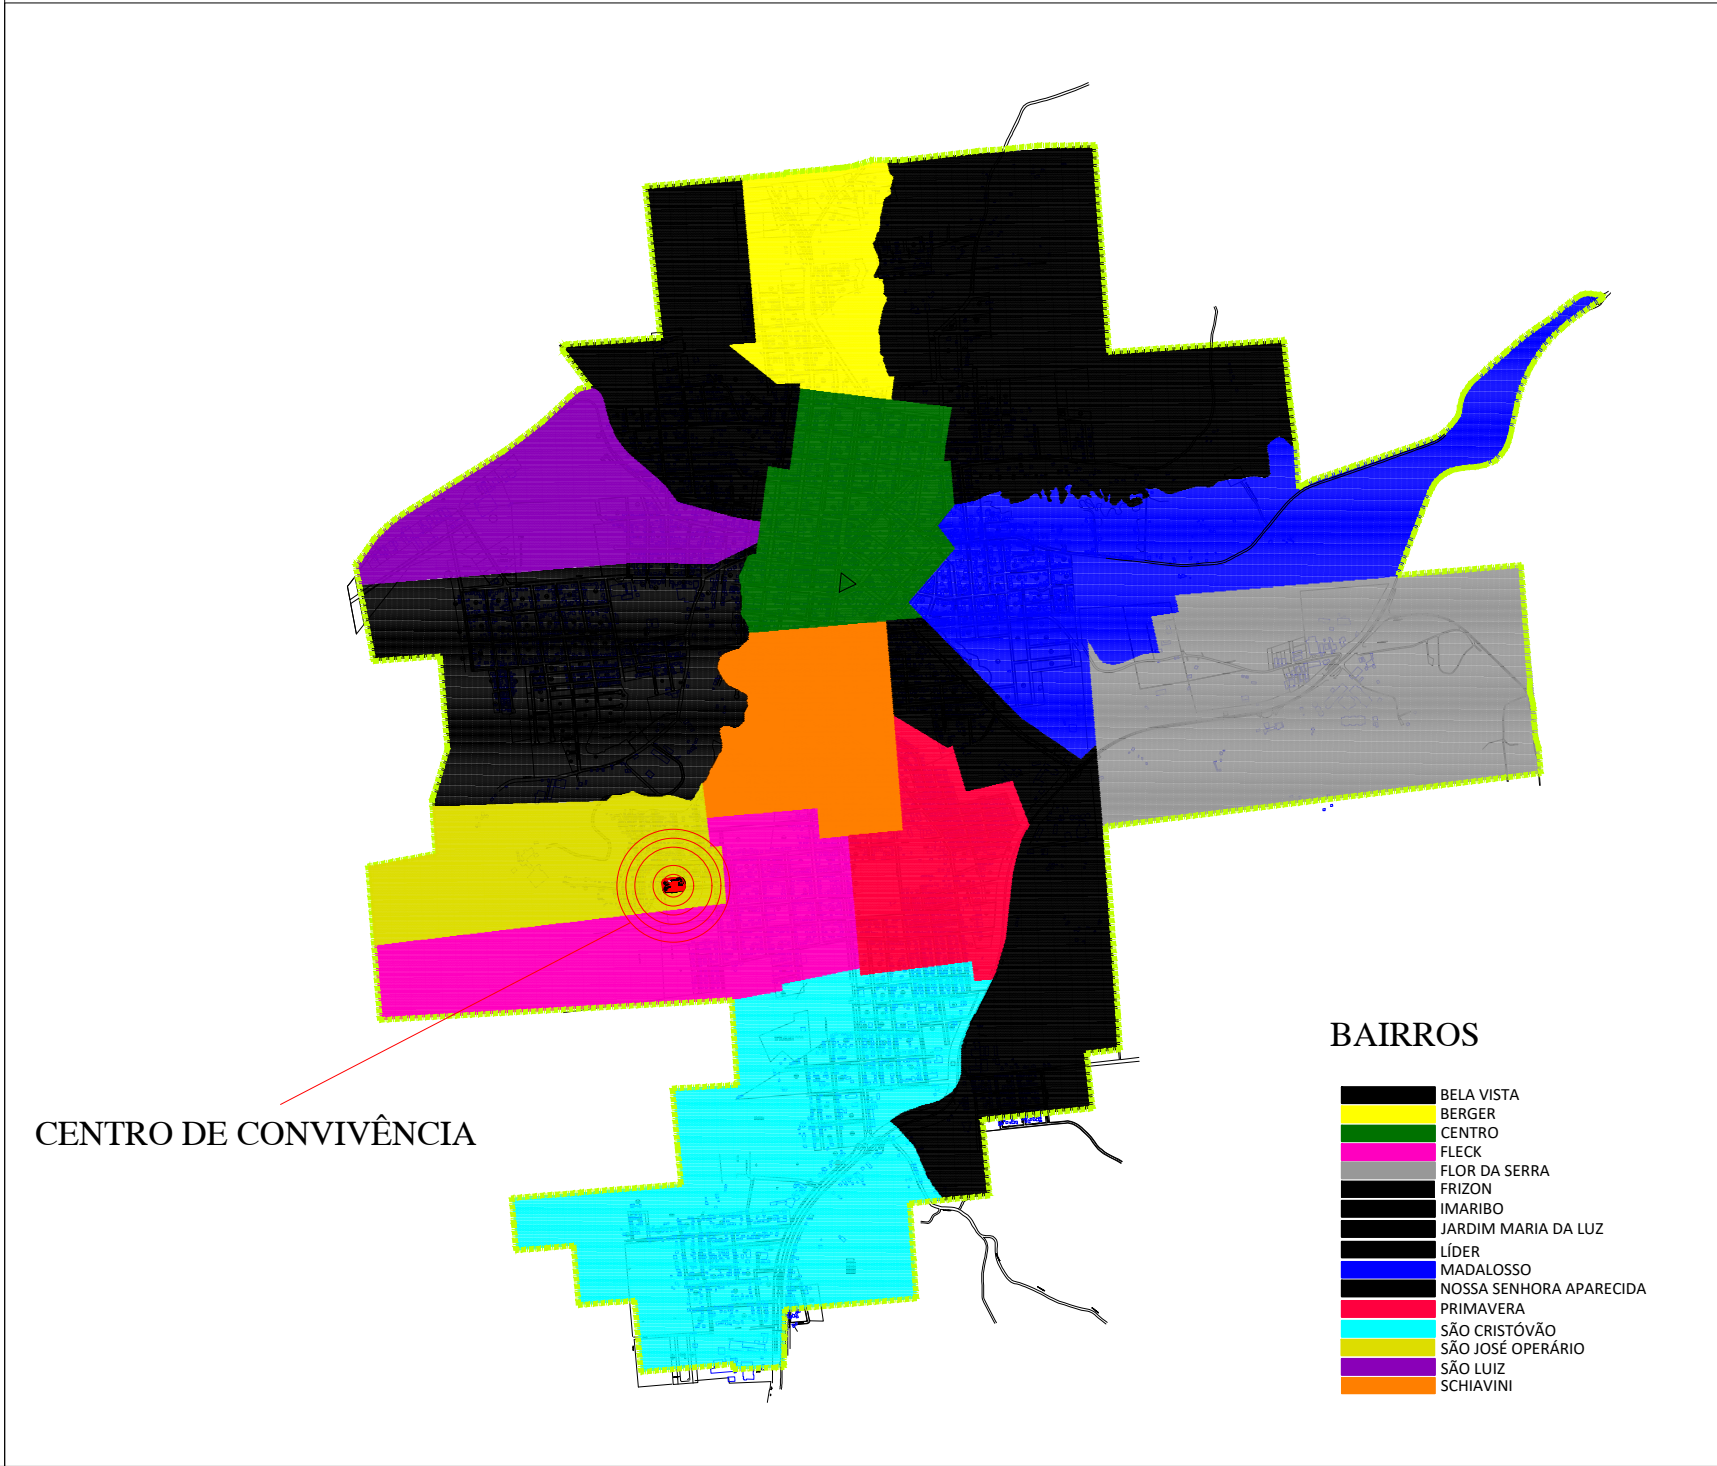 CENTRO DE CONVIVÊNCIA
BAIRROS
BELA VISTA
BERGER
CENTRO
FLECK
FLOR DA SERRA
FRIZON
IMARIBO
JARDIM MARIA DA LUZ
LÍDER
MADALOSSO
NOSSA SENHORA APARECIDA
PRIMAVERA
SÃO CRISTÓVÃO
SÃO JOSÉ OPERÁRIO
SÃO LUIZ
SCHIAVINI